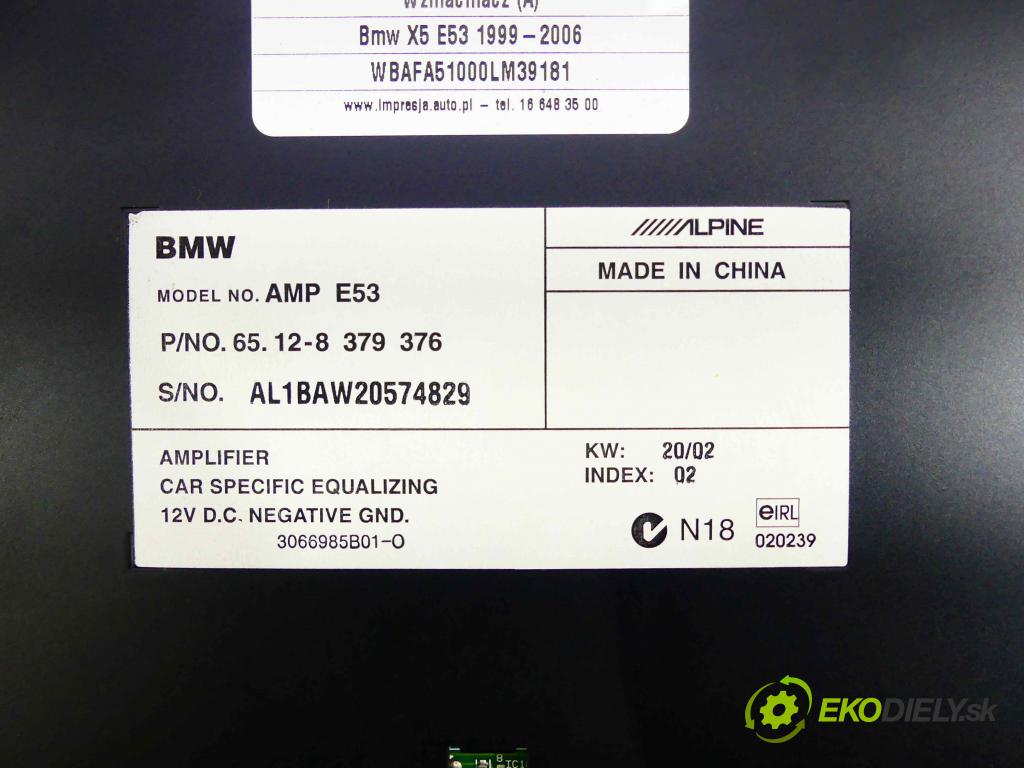 Wzmacniacz (A)
Bmw X5 E53 1999-2006
WBAFA51000LM39181
www.impresja.auto.pl - tel. 16 648 35 00
BMW
MODEL NO. AMP E53
P/NO. 65. 12-8 379 376
S/NO. AL1BAW20574829
ALPINE
MADE IN CHINA
AMPLIFIER
CAR SPECIFIC EQUALIZING
12V D.C. NEGATIVE GND.
3066985B01-O
KW: 20/02
INDEX: 02
N18
eIRL
020239
EKODIELY.sk